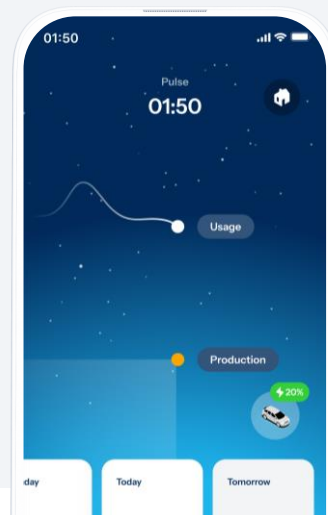 01:50
Pulse
01:50
Usage
Production
20%
day
Today
Tomorrow